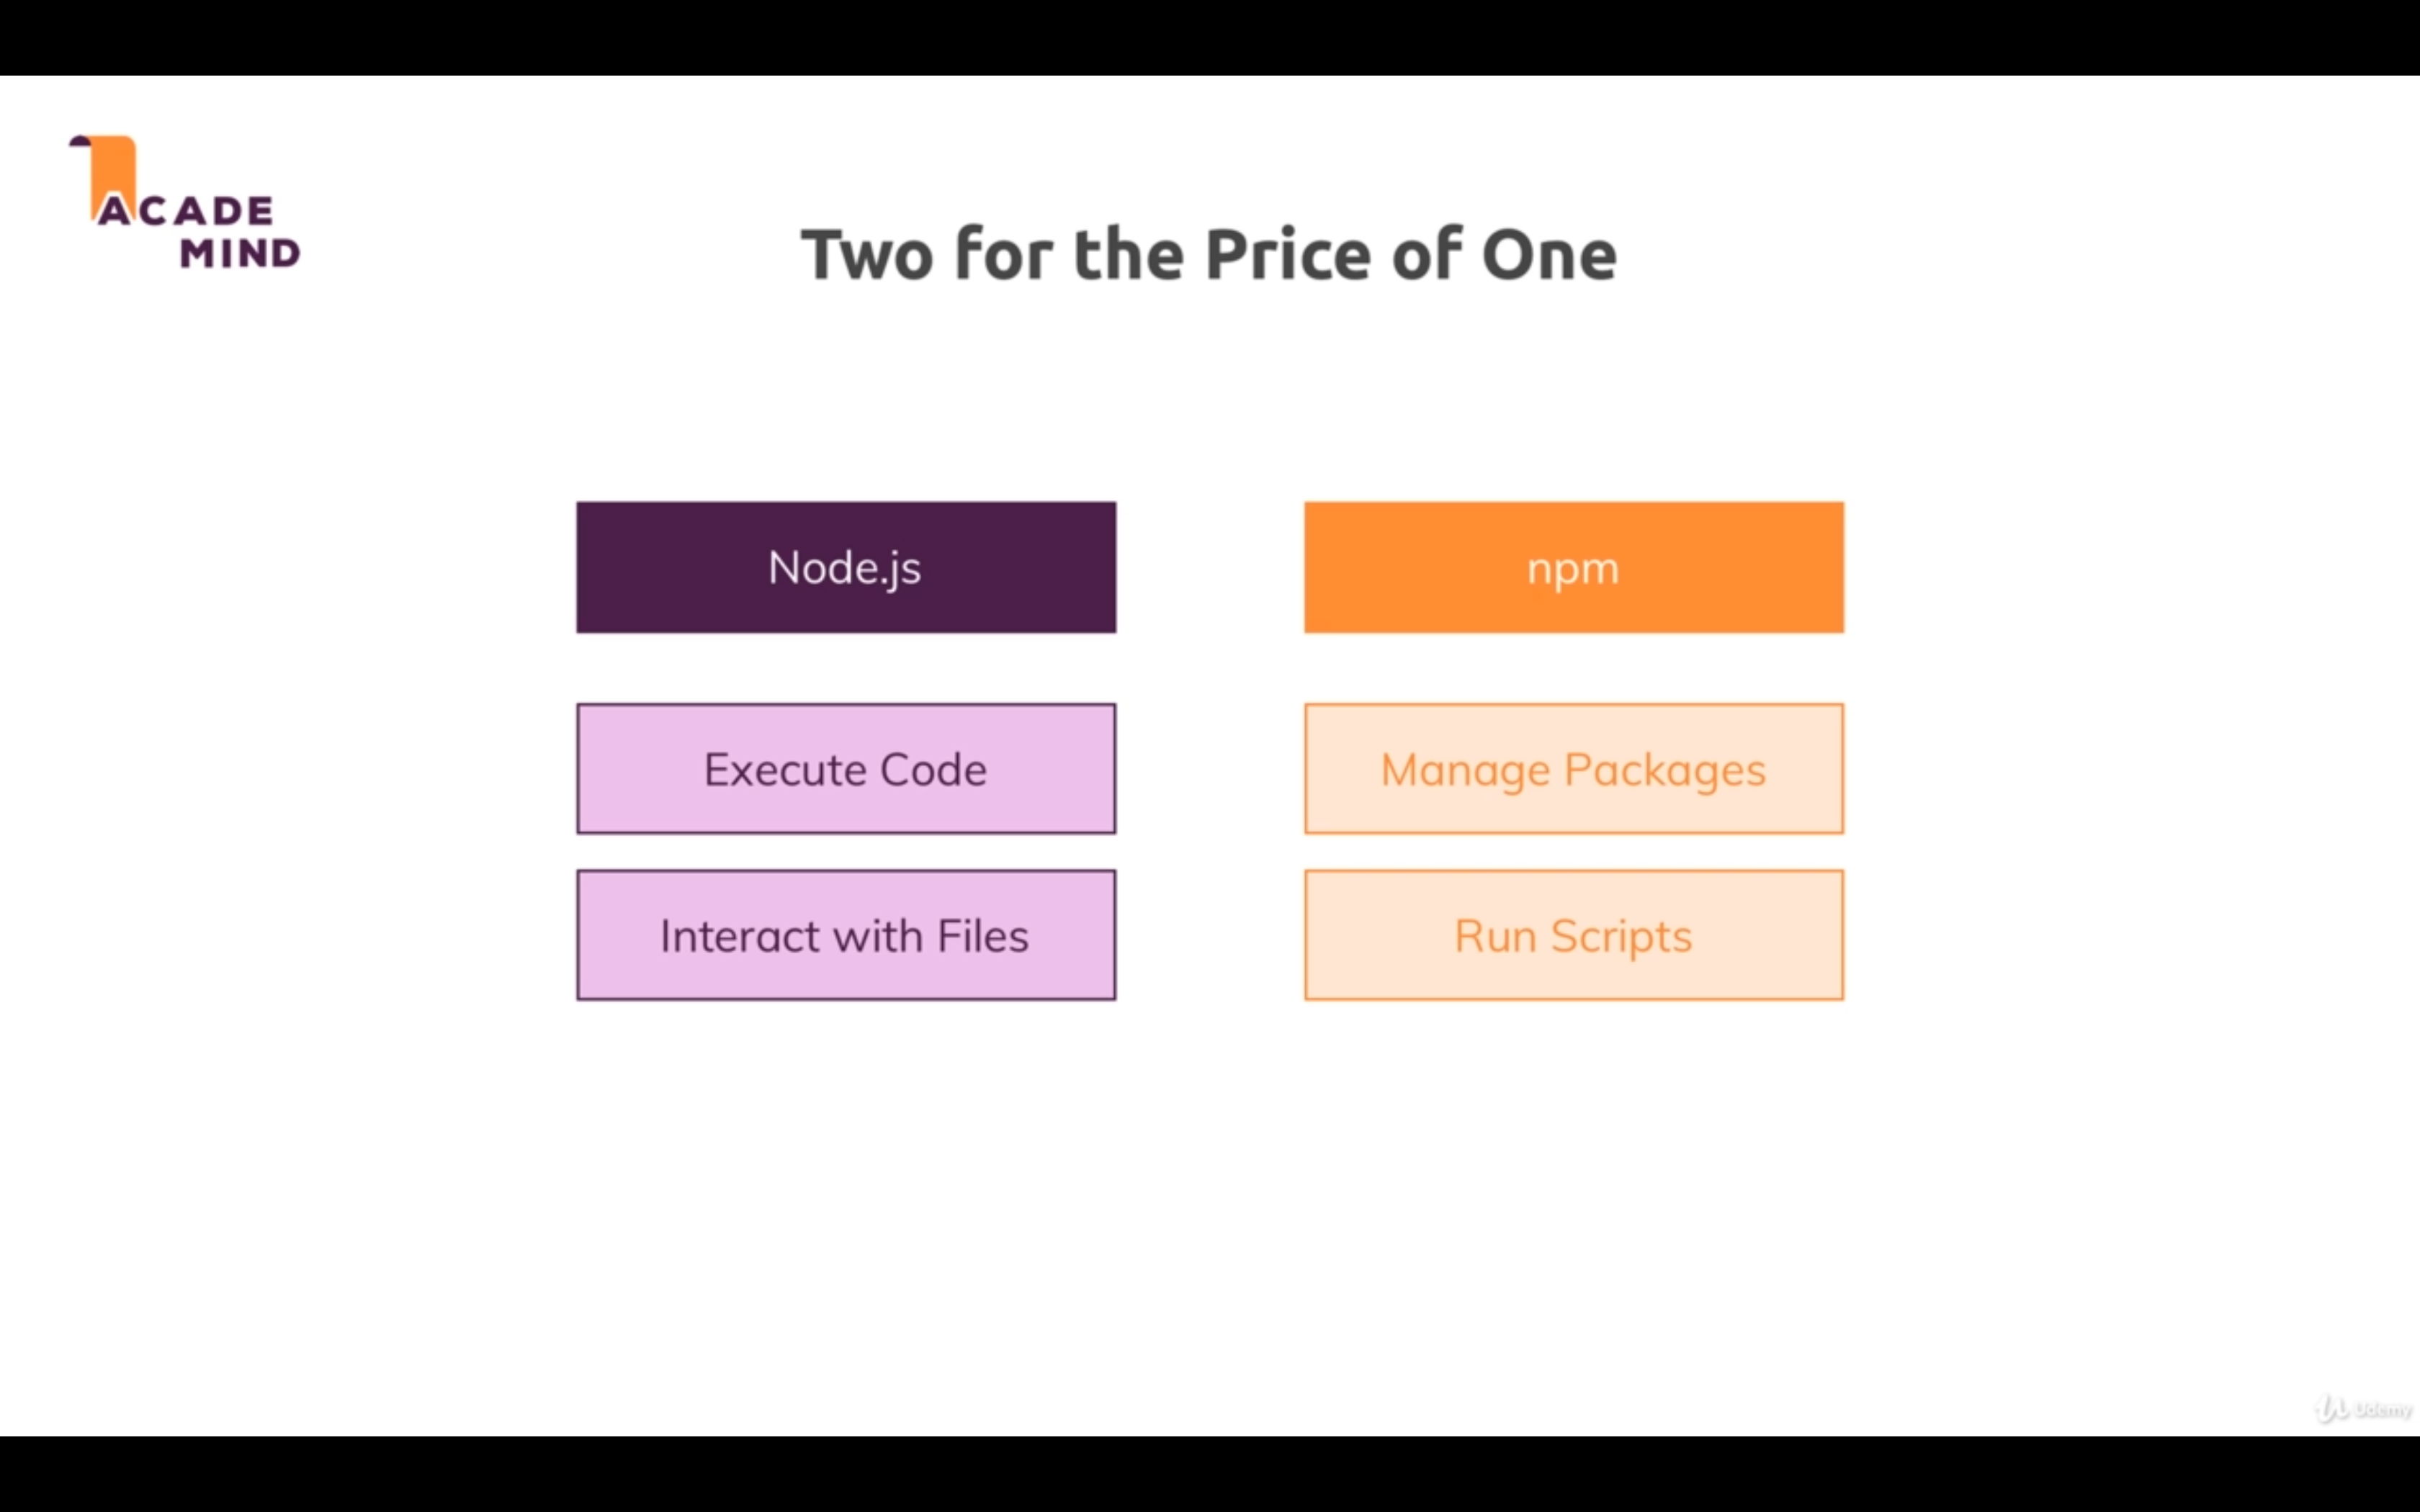 ACADE
MIND
Two for the Price of One
Node.js
npm
Execute Code
Manage Packages
Interact with Files
Run Scripts
Udemy